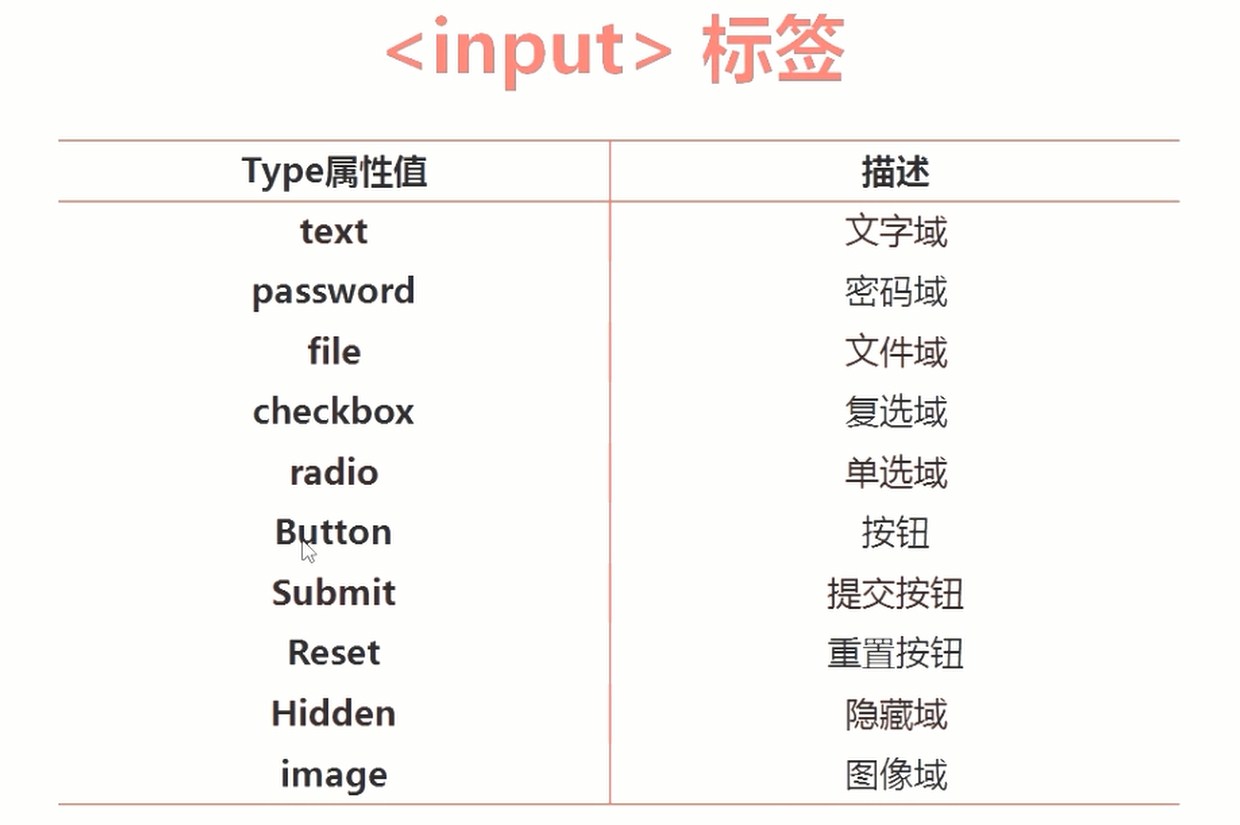 <input> 标签
Type属性值 描述
text 文字域
password 密码域
file 文件域
checkbox 复选域
radio 单选域
Button 按钮
Submit 提交按钮
Reset 重置按钮
Hidden 隐藏域
image 图像域